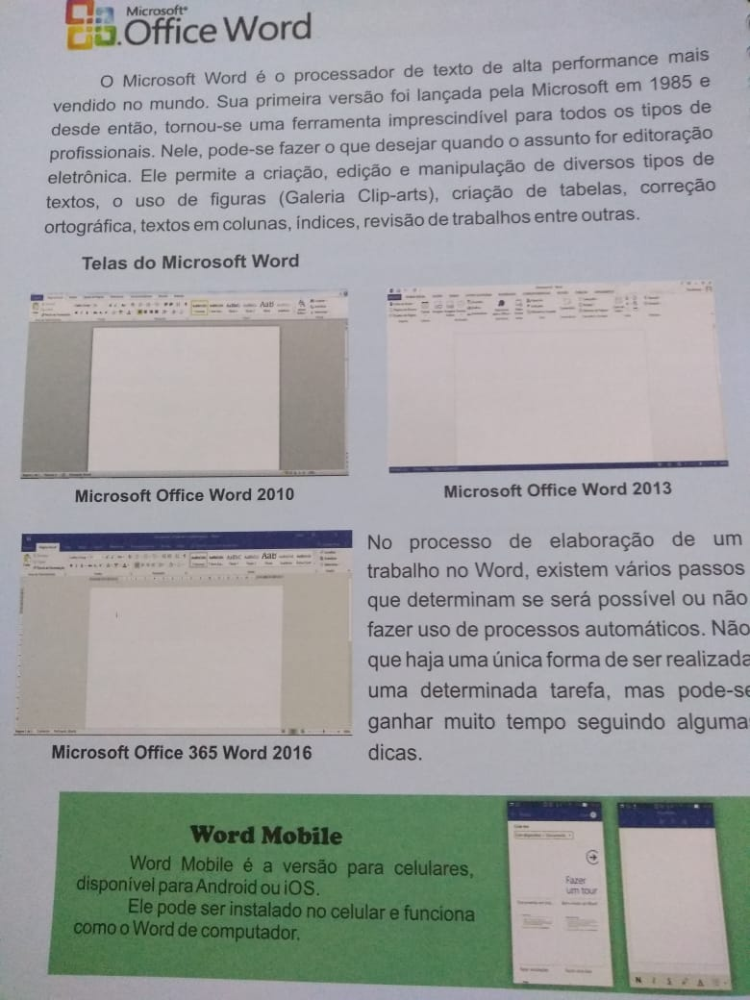 Microsoft®
Office Word
O Microsoft Word é o processador de texto de alta performance mais
vendido no mundo. Sua primeira versão foi lançada pela Microsoft em 1985 e
desde então, tornou-se uma ferramenta imprescindível para todos os tipos de
profissionais. Nele, pode-se fazer o que desejar quando o assunto for editoração
eletrônica. Ele permite a criação, edição e manipulação de diversos tipos de
textos, o uso de figuras (Galeria Clip-arts), criação de tabelas, correção
ortográfica, textos em colunas, índices, revisão de trabalhos entre outras.
Telas do Microsoft Word
Microsoft Office Word 2010
Microsoft Office Word 2013
Microsoft Office 365 Word 2016
No processo de elaboração de um
trabalho no Word, existem vários passos
que determinam se será possível ou não
fazer uso de processos automáticos. Não
que haja uma única forma de ser realizada
uma determinada tarefa, mas pode-se
ganhar muito tempo seguindo alguma
dicas.
Word Mobile
Word Mobile é a versão para celulares,
disponível para Android ou iOS.
Ele pode ser instalado no celular e funciona
como o Word de computador.
Fazer
um tour